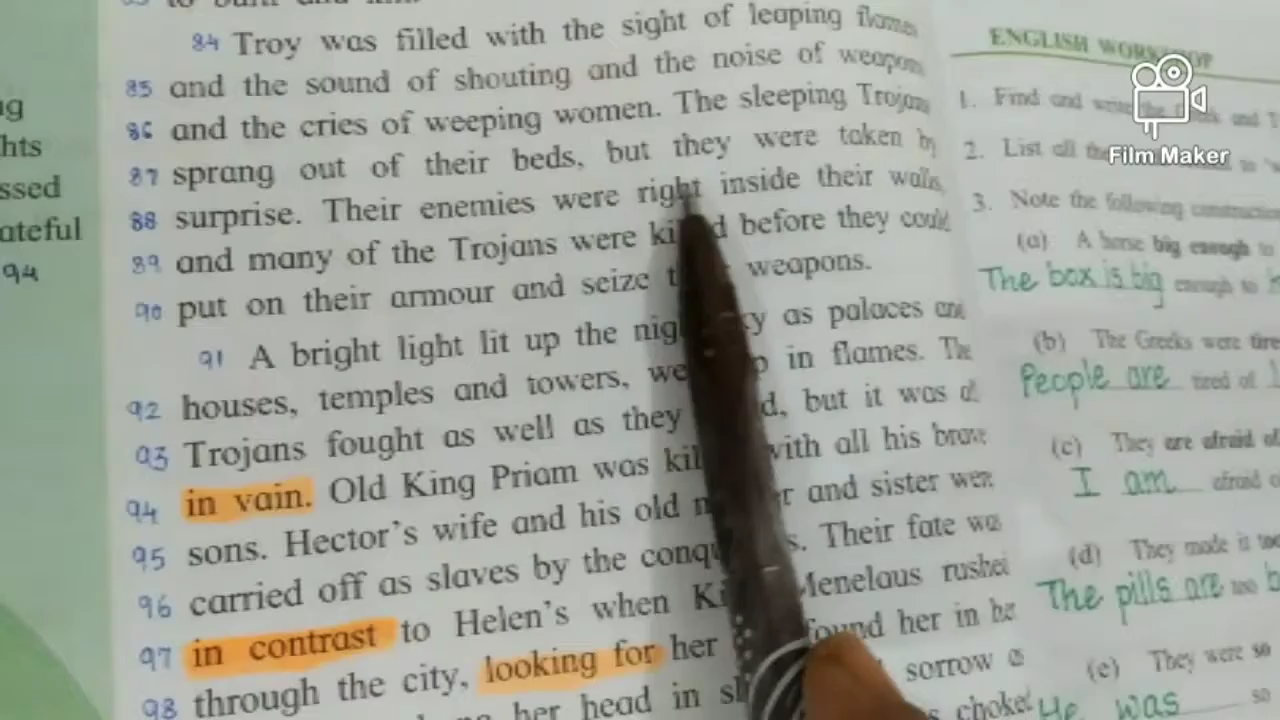 84 Troy was filled with the sight of leaping flames
85 and the sound of shouting and the noise of weapons
86 and the cries of weeping women. The sleeping Trojans
87 sprang out of their beds, but they were taken by
88 surprise. Their enemies were right inside their walls,
89 and many of the Trojans were before they could
90 put on their armour and seize weapons.
91 A bright light lit up the as palaces and
92 houses, temples and towers, in flames. The
93 Trojans fought as well as they but it was all
94 in vain. Old King Priam was with all his brave
95 sons. Hector's wife and his old and sister were
96 carried off as slaves by the Their fate was
97 in contrast to Helen's when Menelaus rushed
98 through the city, looking for her found her in her
her head in sorrow
ng
hts
ssed
ateful
94
ENGLISH WORKSHOP
1. Find and write the and
2. List all
3. Note the following construction
(a) A horse big enough to
The box is big enough to
(b) The Greeks were tired
People are tired of
(c) They are afraid of
I am afraid
(d) They made it too
The pills are too
(e) They were so
He was so
Film Maker